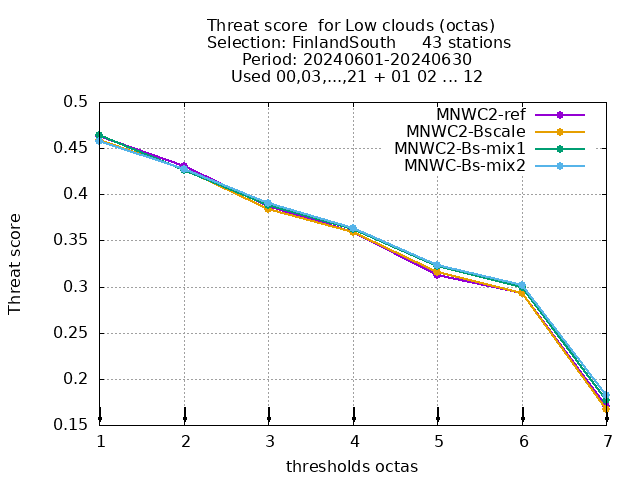 Threat score  for Low clouds (octas)
Selection: FinlandSouth     43 stations
Period: 20240601-20240630
Used 00,03,...,21 + 01 02 ... 12
MNWC2-ref
MNWC2-Bscale
MNWC2-Bs-mix1
MNWC-Bs-mix2
Threat score
0.5
0.45
0.4
0.35
0.3
0.25
0.2
0.15
1 2 3 4 5 6 7
thresholds octas